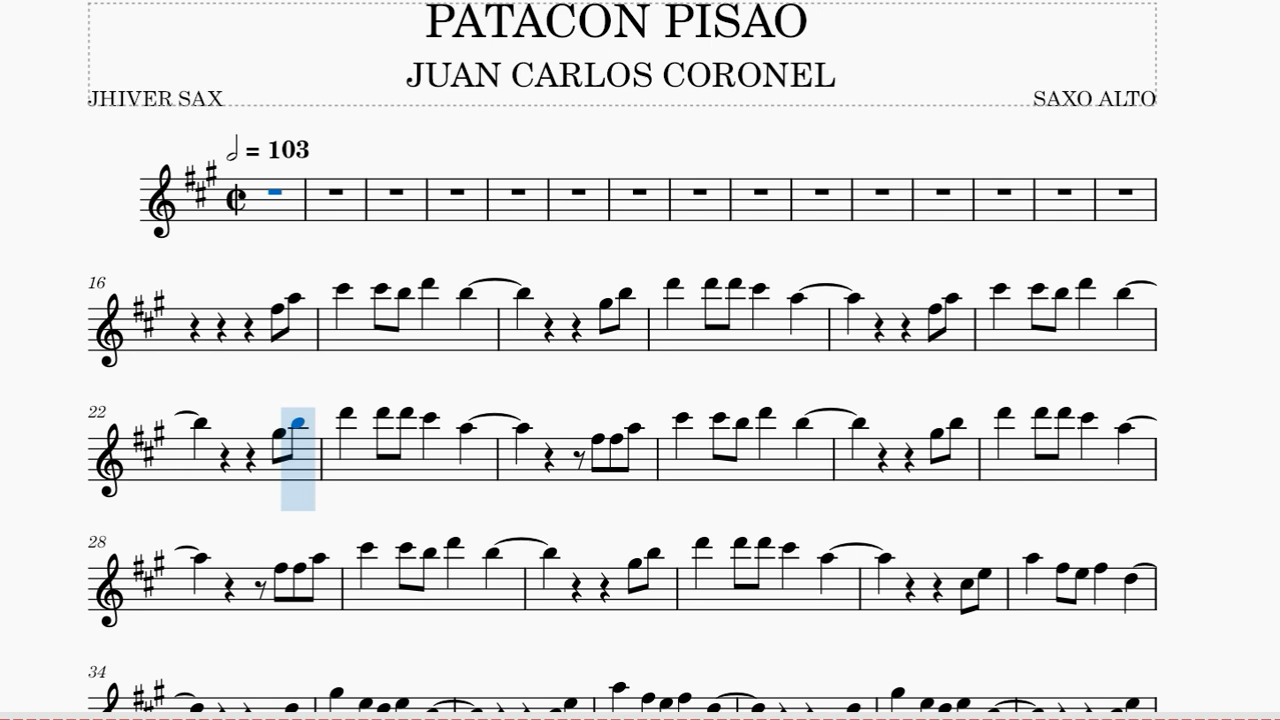 PATACON PISAO
JUAN CARLOS CORONEL
JHIVER SAX
SAXO ALTO
= 103
16
22
28
34